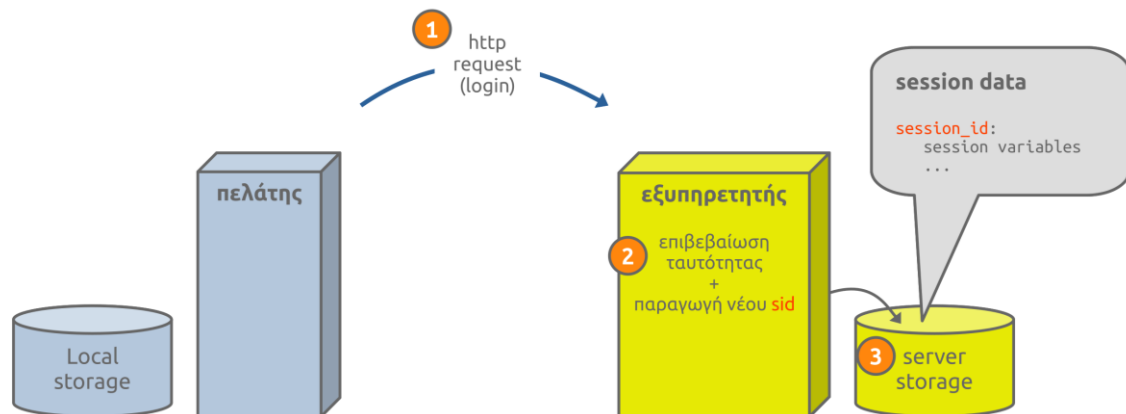 1
http
request
(login)
session data
session_id:
session variables
...
πελάτης
εξυπηρετητής
2
επιβεβαίωση
ταυτότητας
+
παραγωγή νέου sid
Local
storage
3
server
storage